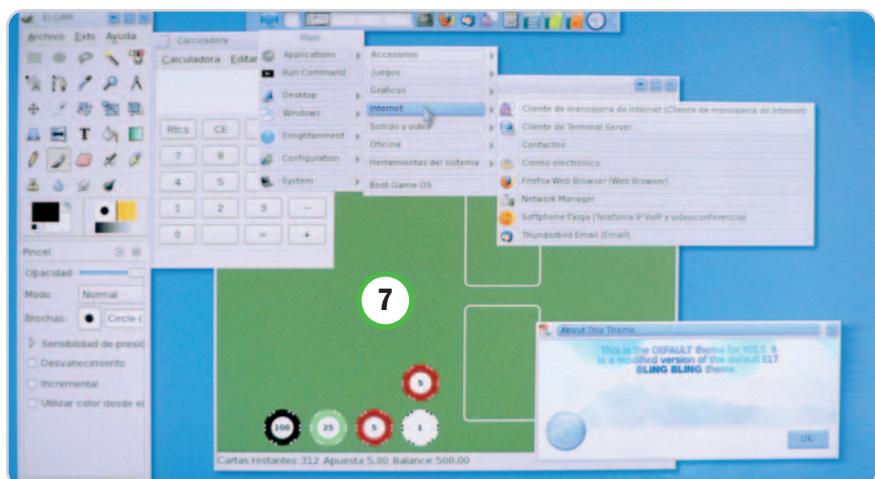 El GIMP
Archivo Exts Ayuda
Calculadora
Calculadora Editar
Rtcs CE
7 8
4 5
1 2 3 -
0 = +
Main
Applications
Run Command
Desktop
Windows
Enlightenment
Configuration
System
Accesorios
Juegos
Gráficos
Internet
Sonido y vídeo
Oficina
Herramientas del sistema
Boot Game OS
Cliente de mensajería de Internet (Cliente de mensajería de Internet)
Cliente de Terminal Server
Contactos
Correo electrónico
Firefox Web Browser (Web Browser)
Network Manager
Softphone Ekiga (Telefonía IP VoIP y videoconferencia)
Thunderbird Email (Email)
Pincel
Opacidad:
Modo: Normal
Brochas: Circle (
Sensibilidad de presió
Desvanecimiento
Incremental
Utilizar color desde el
7
5
100 25 5 1
Cartas restantes: 312 Apuesta:5,00 Balance: 500,00
About This Theme
This is the DEFAULT theme for YDL5. It
is a modified version of the default E17
BLING BLING theme.
OK